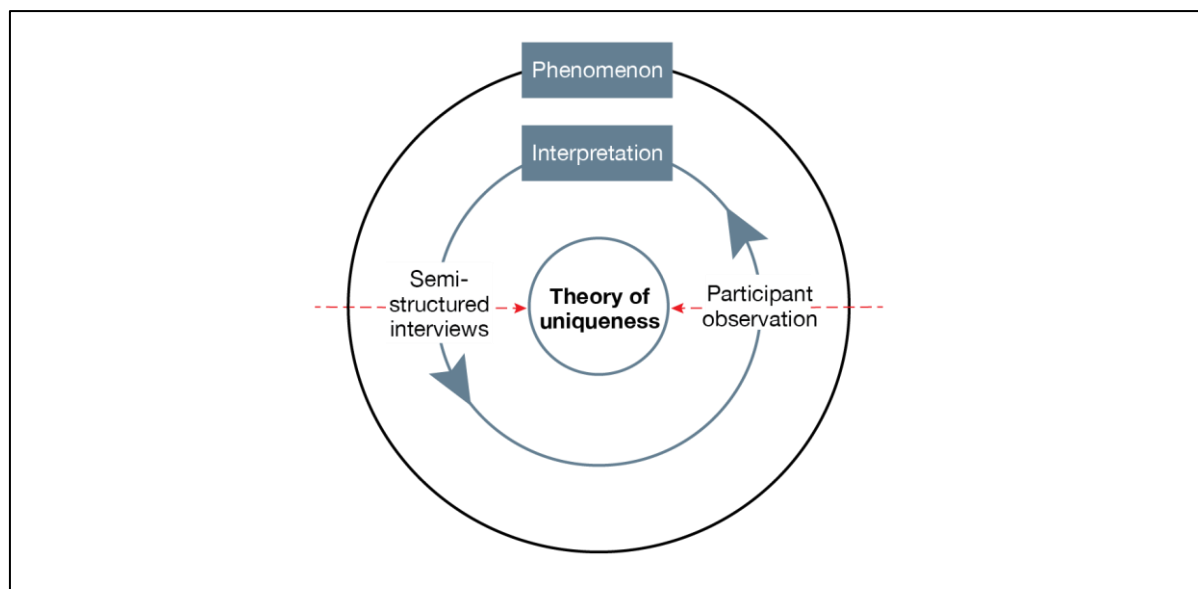 Phenomenon
Interpretation
Semi-
structured
interviews
Theory of
uniqueness
Participant
observation